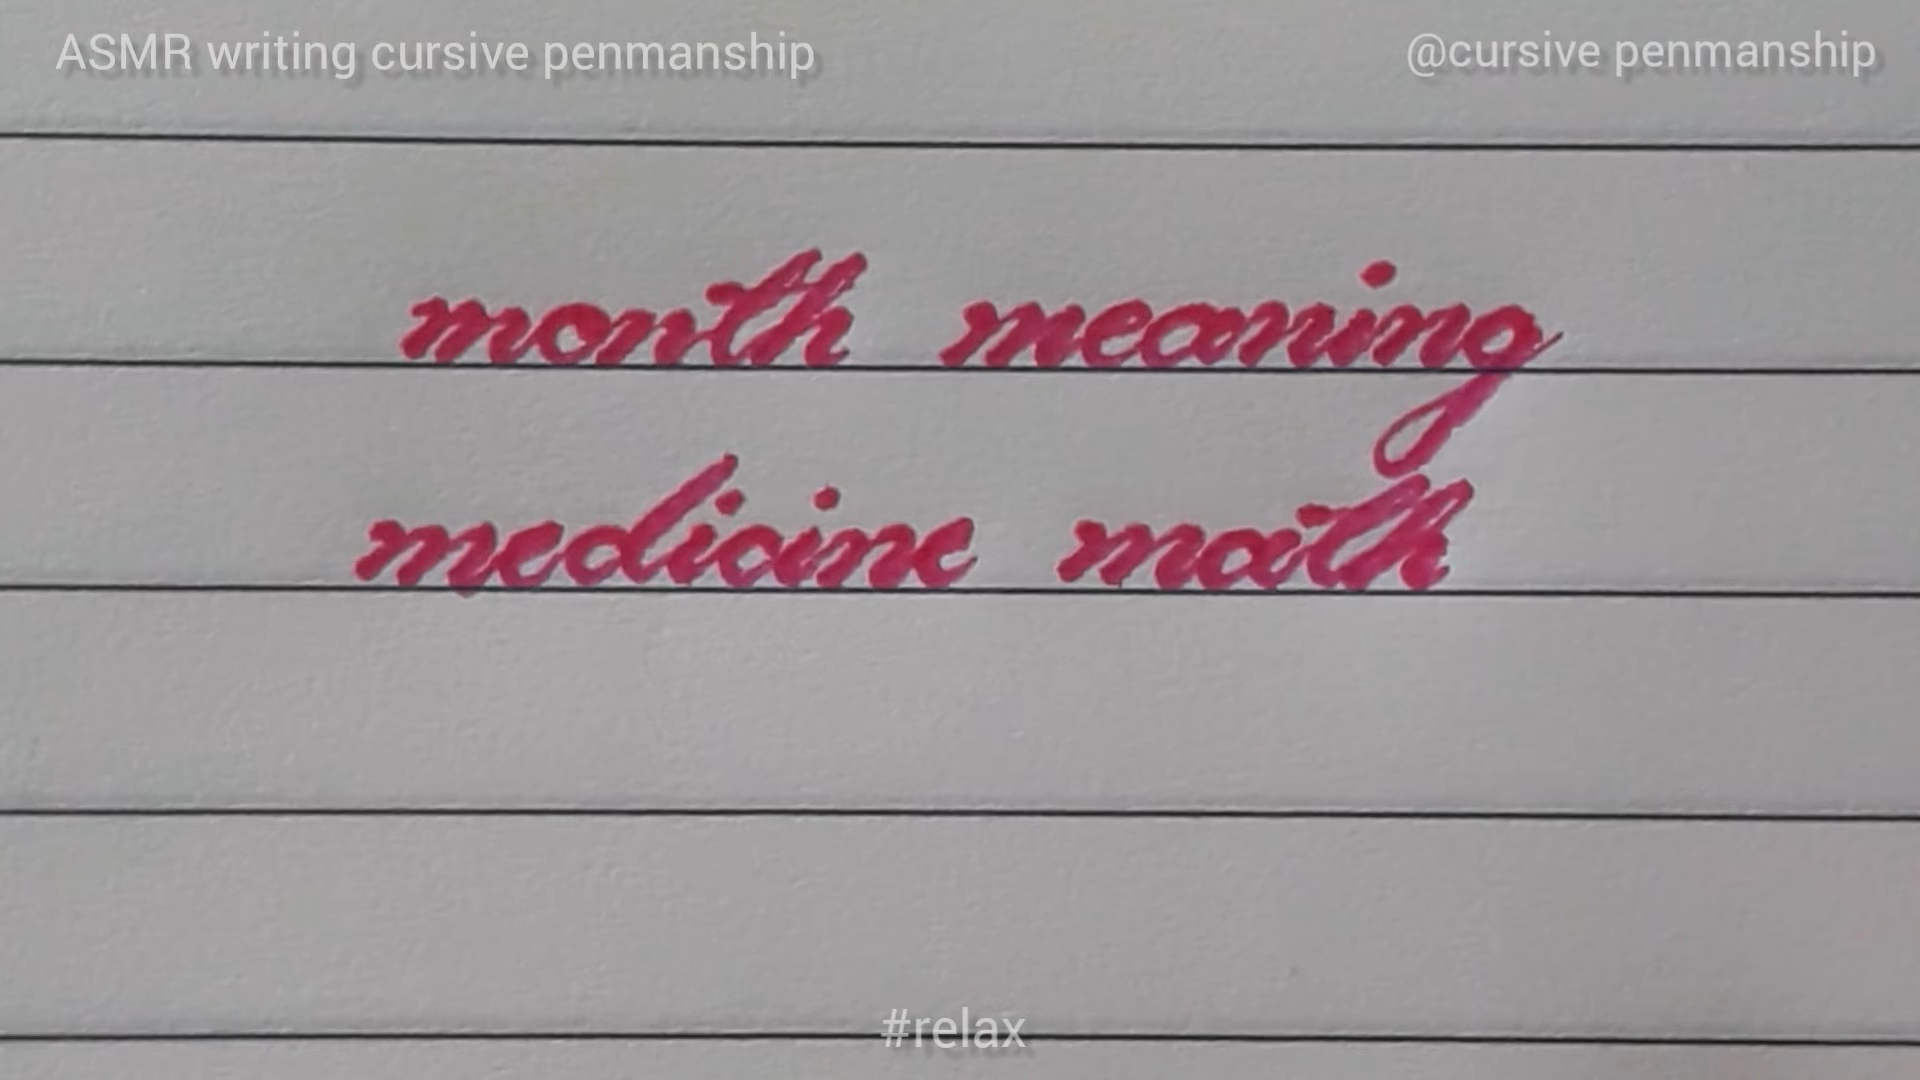 ASMR writing cursive penmanship
@cursive penmanship
month meaning
medicine math
#relax